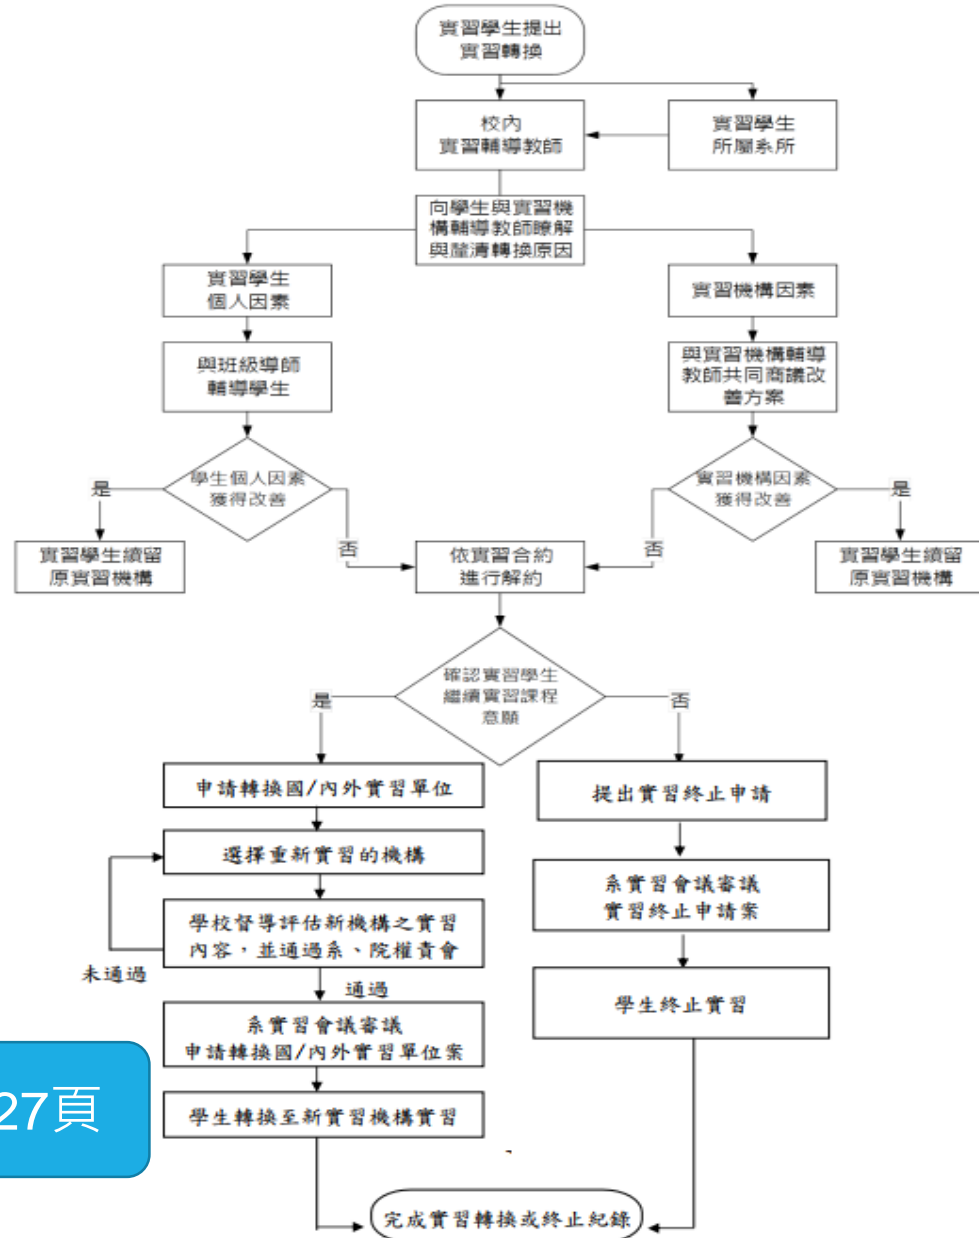 實習學生提出
實習轉換
校內
實習輔導教師
實習學生
所屬系所
向學生與實習機
構輔導教師瞭解
與釐清轉換原因
實習學生
個人因素
實習機構因素
與班級導師
輔導學生
與實習機構輔導
教師共同商議改
善方案
學生個人因素
獲得改善
實習機構因素
獲得改善
是
否
否
是
實習學生續留
原實習機構
依實習合約
進行解約
實習學生續留
原實習機構
確認實習學生
繼續實習課程
意願
是
否
申請轉換國/內外實習單位
提出實習終止申請
選擇重新實習的機構
系實習會議審議
實習終止申請案
學校督導評估新機構之實習
內容，並通過系、院權責會
未通過
通過
學生終止實習
系實習會議審議
申請轉換國/內外實習單位案
27頁
學生轉換至新實習機構實習
完成實習轉換或終止紀錄